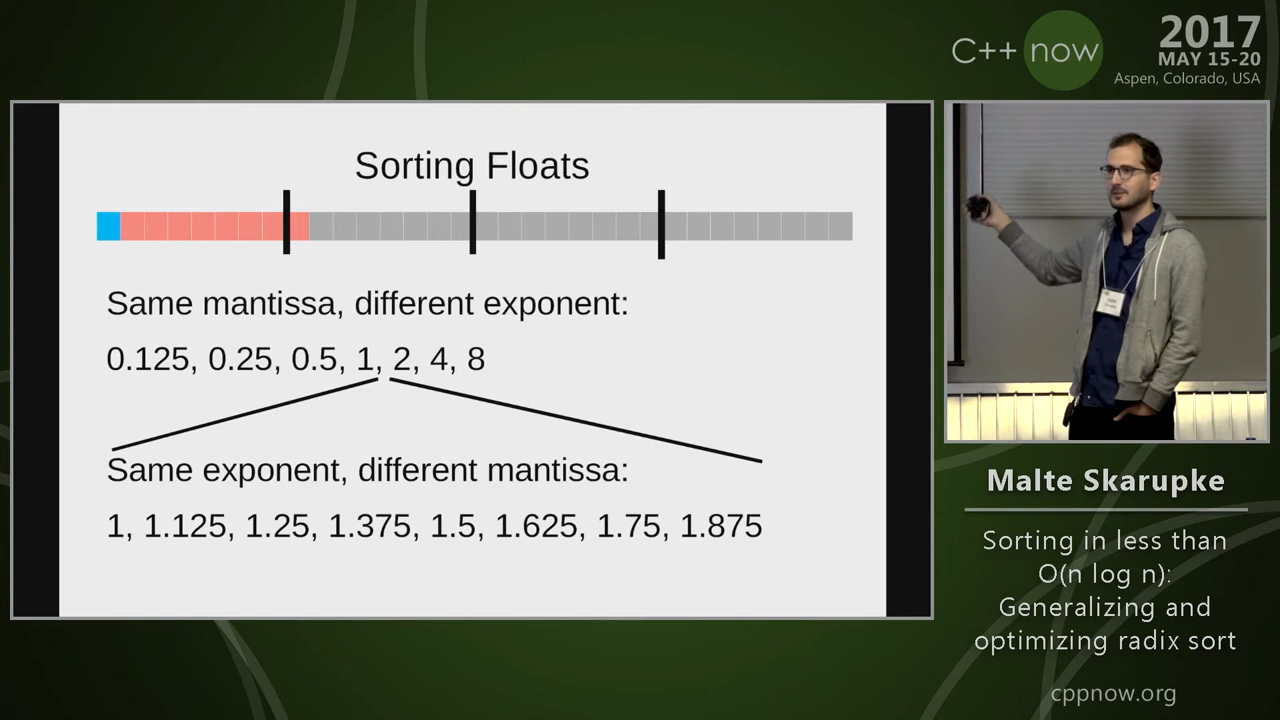 C++ now
2017
MAY 15-20
Aspen, Colorado, USA
Sorting Floats
Same mantissa, different exponent:
0.125, 0.25, 0.5, 1, 2, 4, 8
Same exponent, different mantissa:
1, 1.125, 1.25, 1.375, 1.5, 1.625, 1.75, 1.875
Malte Skarupke
Sorting in less than
O(n log n):
Generalizing and
optimizing radix sort
cppnow.org